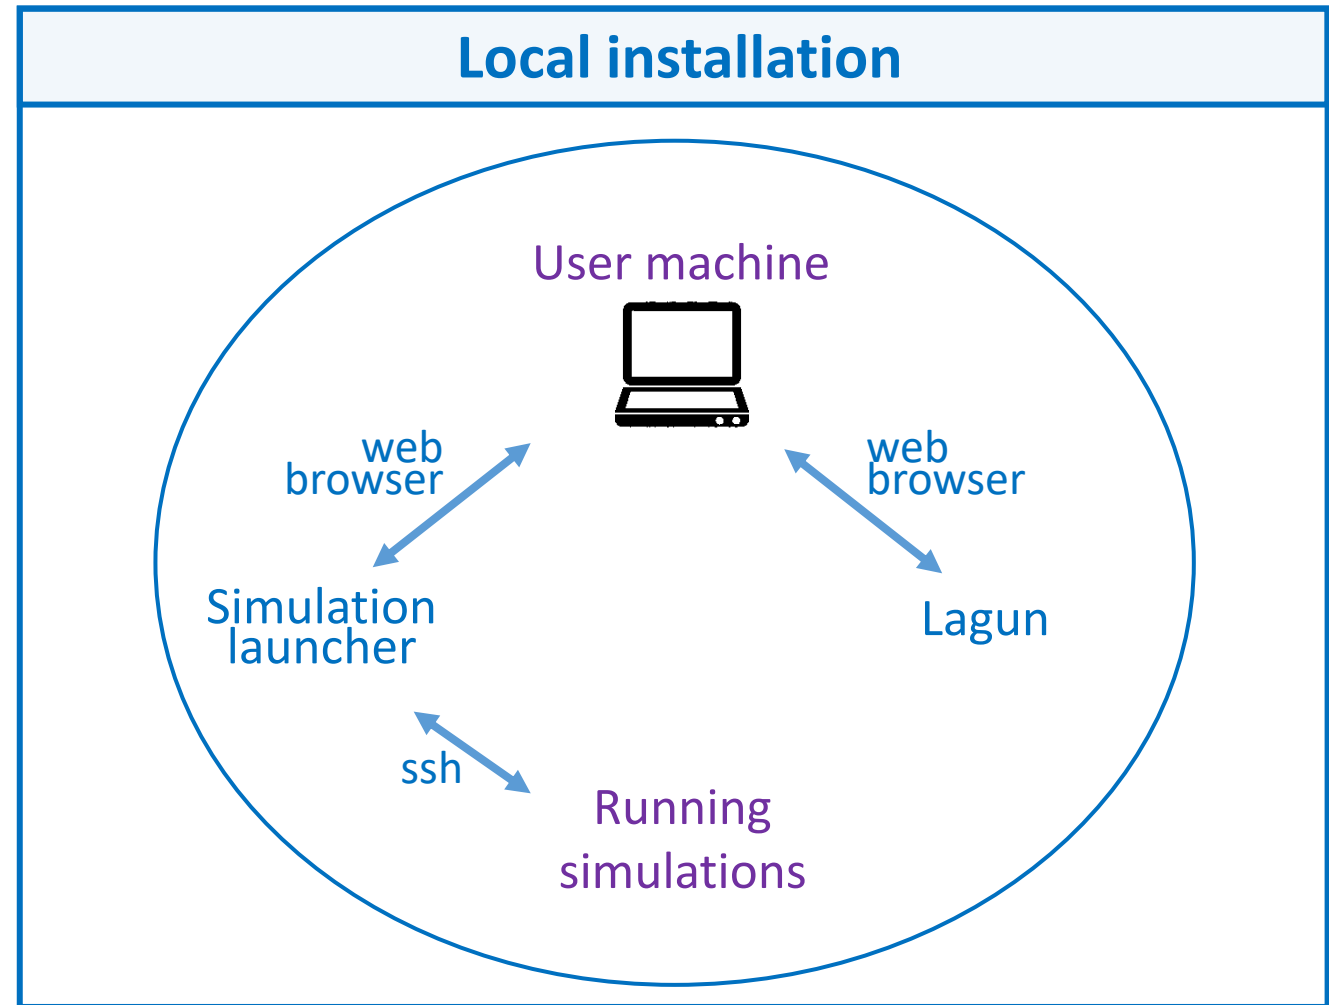 Local installation
User machine
web
browser
web
browser
Simulation
launcher
Lagun
ssh
Running
simulations